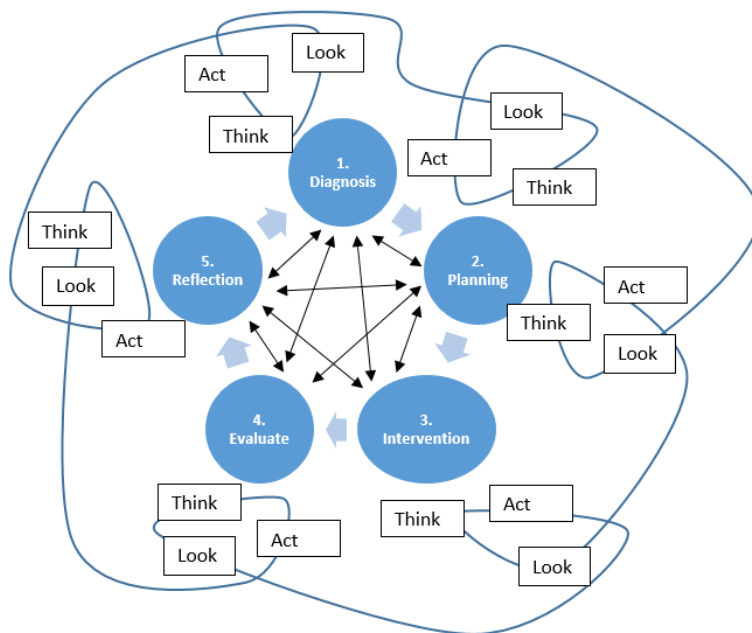 Look
Act
Think
Look
Act
Think
1.
Diagnosis
Think
Look
Act
5.
Reflection
2.
Planning
Act
Think
Look
4.
Evaluate
3.
Intervention
Think
Act
Look
Think
Act
Look